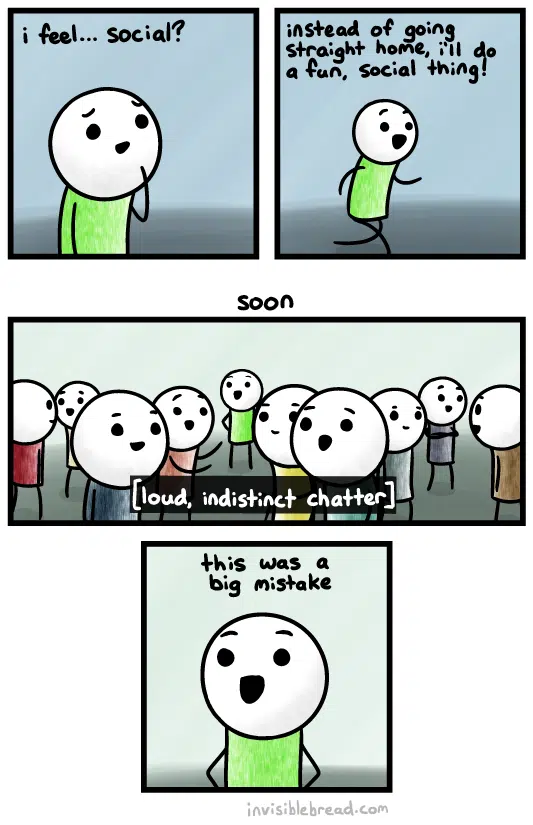 i feel... social?
instead of going
straight home, i'll do
a fun, social thing!
soon
[loud, indistinct chatter]
this was a
big mistake
invisiblebread.com